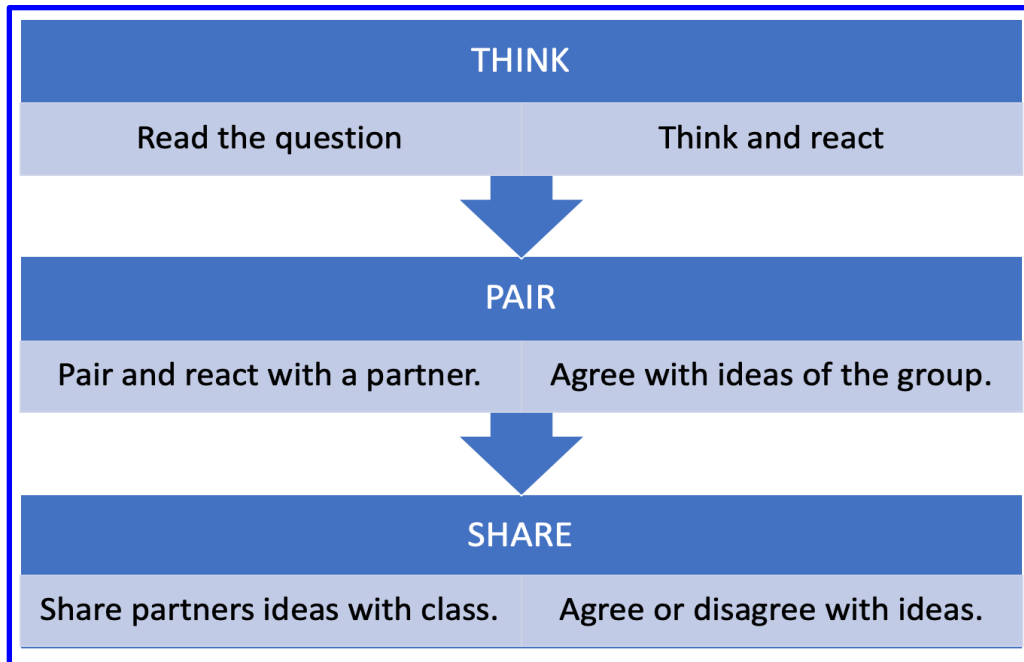 THINK
Read the question
Think and react
PAIR
Pair and react with a partner.
Agree with ideas of the group.
SHARE
Share partners ideas with class.
Agree or disagree with ideas.